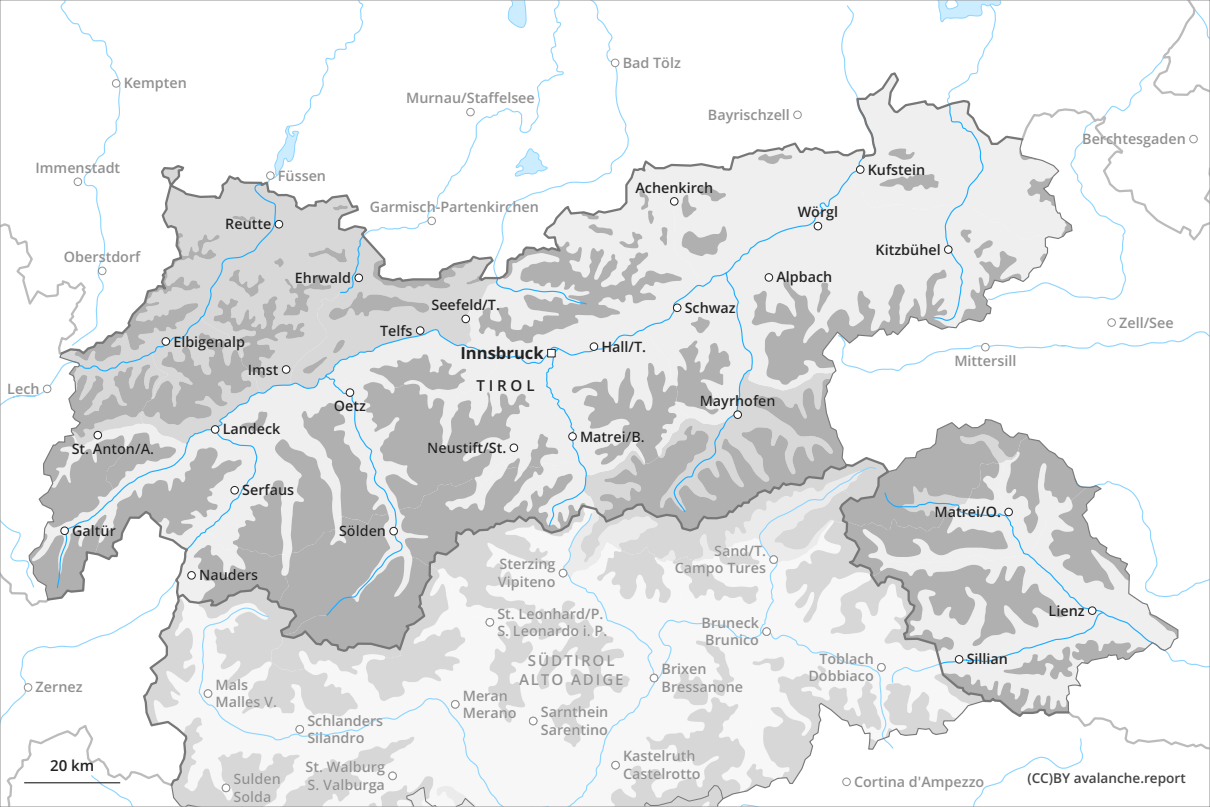 Bad Tölz
Kempten
Murnau/Staffelsee
Bayrischzell
Berchtesgaden
Immenstadt
Füssen
Kufstein
Achenkirch
Garmisch-Partenkirchen
Wörgl
Reutte
Kitzbühel
Oberstdorf
Ehrwald
Alpbach
Seefeld/T.
Schwaz
Zell/See
Telfs
Elbigenalp
Hall/T.
Innsbruck
Mittersill
Imst
TIROL
Lech
Mayrhofen
Oetz
Landeck
Matrei/B.
St. Anton/A.
Neustift/St.
Serfaus
Matrei/O.
Galtür
Sölden
Sand/T.
Campo Tures
Sterzing
Vipiteno
Nauders
Lienz
St. Leonhard/P.
S. Leonardo i. P.
Bruneck
Brunico
SÜDTIROL
ALTO ADIGE
Toblach
Dobbiaco
Sillian
Brixen
Bressanone
Zernez
Mals
Malles V.
Meran
Merano
Sarnthein
Sarentino
Schlanders
Silandro
Kastelruth
Castelrotto
20 km
St. Walburg
S. Valburga
Sulden
Solda
Cortina d'Ampezzo
(CC)BY avalanche.report